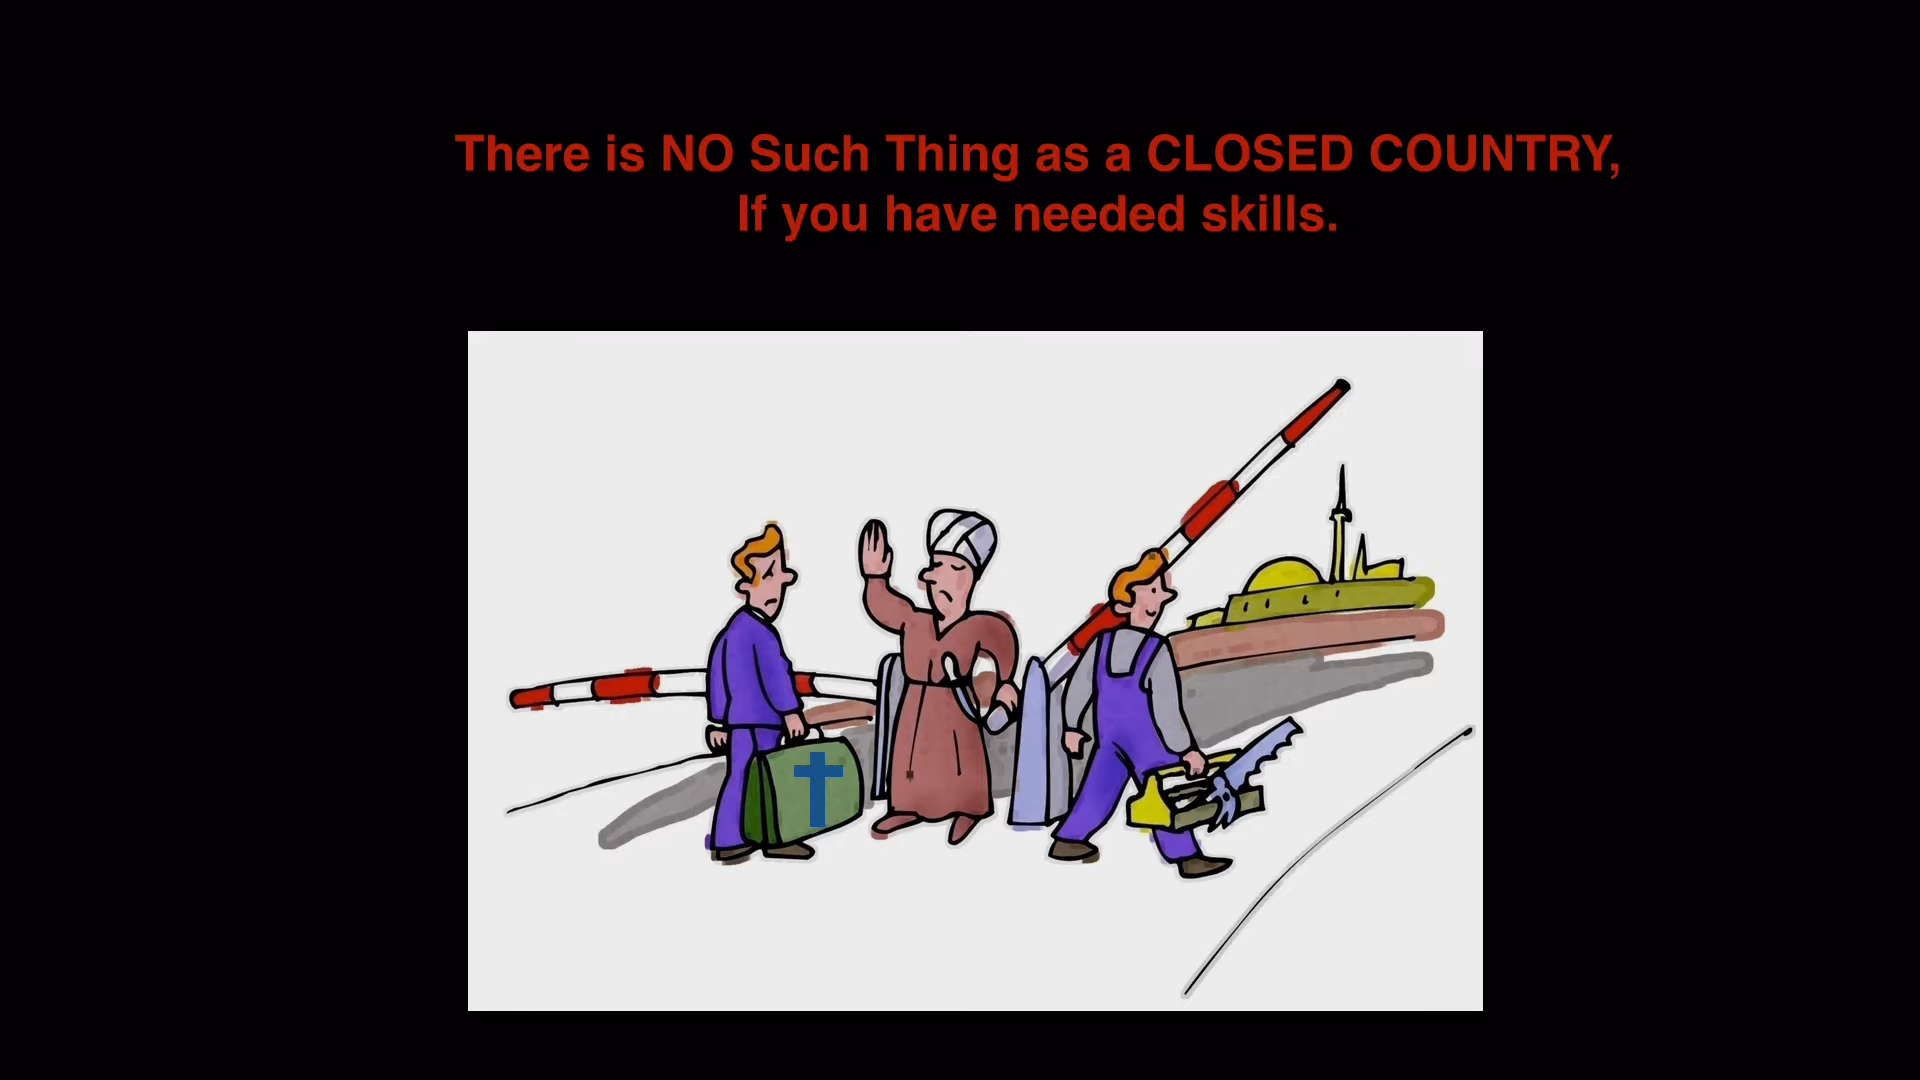 There is NO Such Thing as a CLOSED COUNTRY,
If you have needed skills.